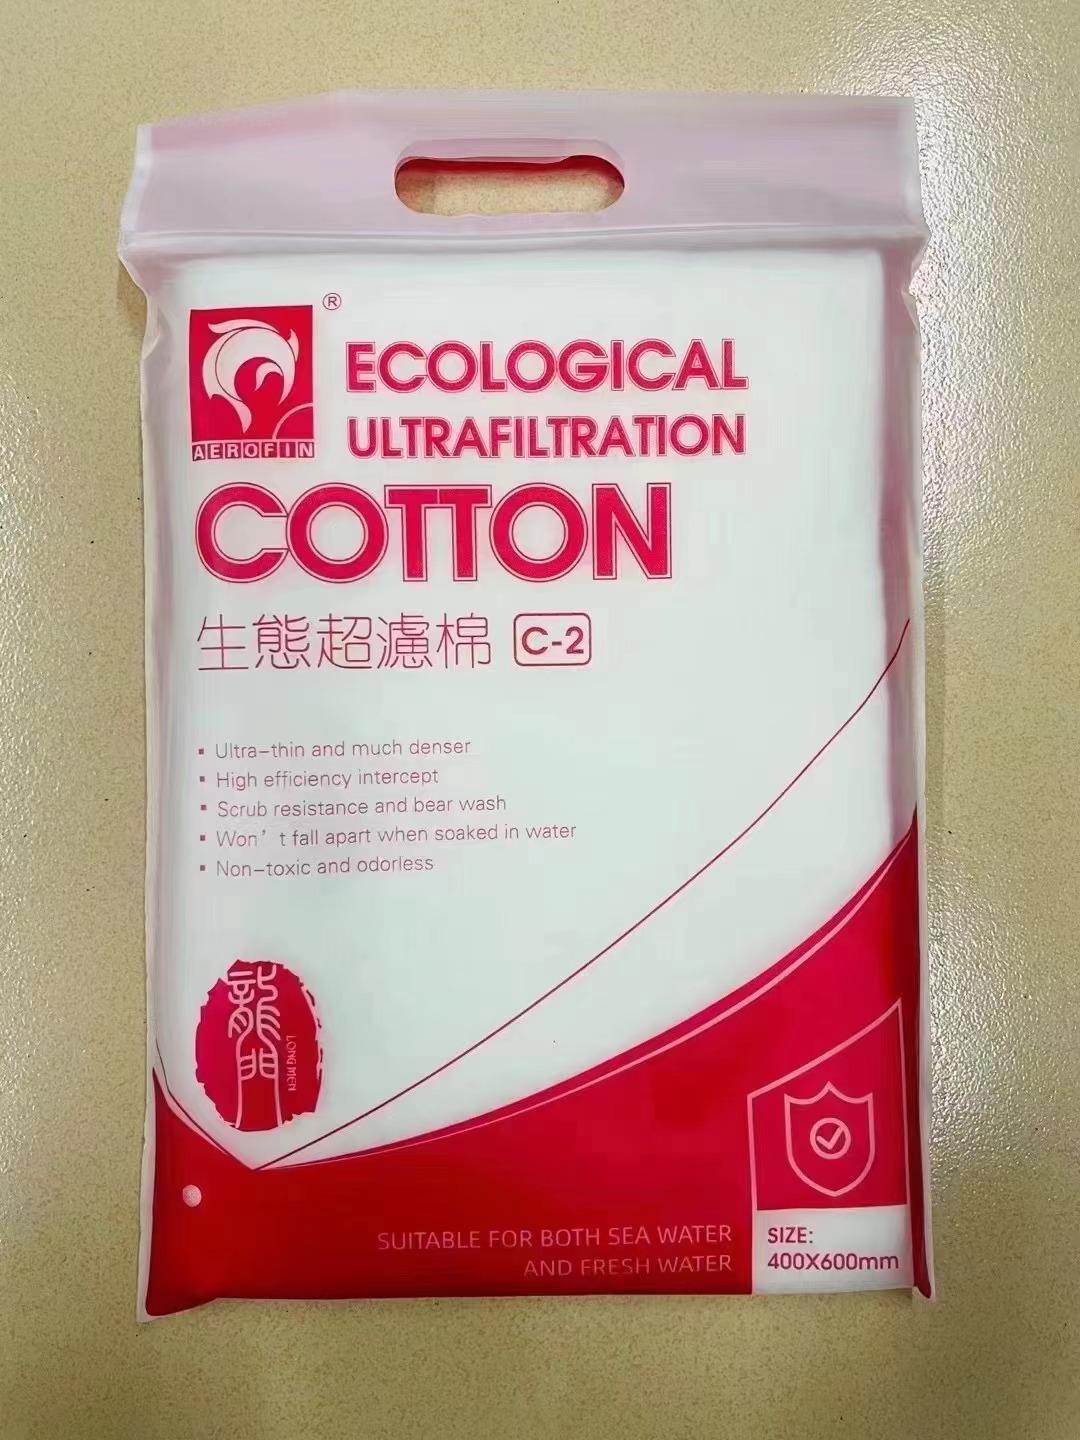 ®
AEROFIN
ECOLOGICAL
ULTRAFILTRATION
COTTON
生態超濾棉 C-2
▪ Ultra-thin and much denser
▪ High efficiency intercept
▪ Scrub resistance and bear wash
▪ Won't fall apart when soaked in water
▪ Non-toxic and odorless
龍門
LONG MEN
SUITABLE FOR BOTH SEA WATER
AND FRESH WATER
SIZE:
400X600mm